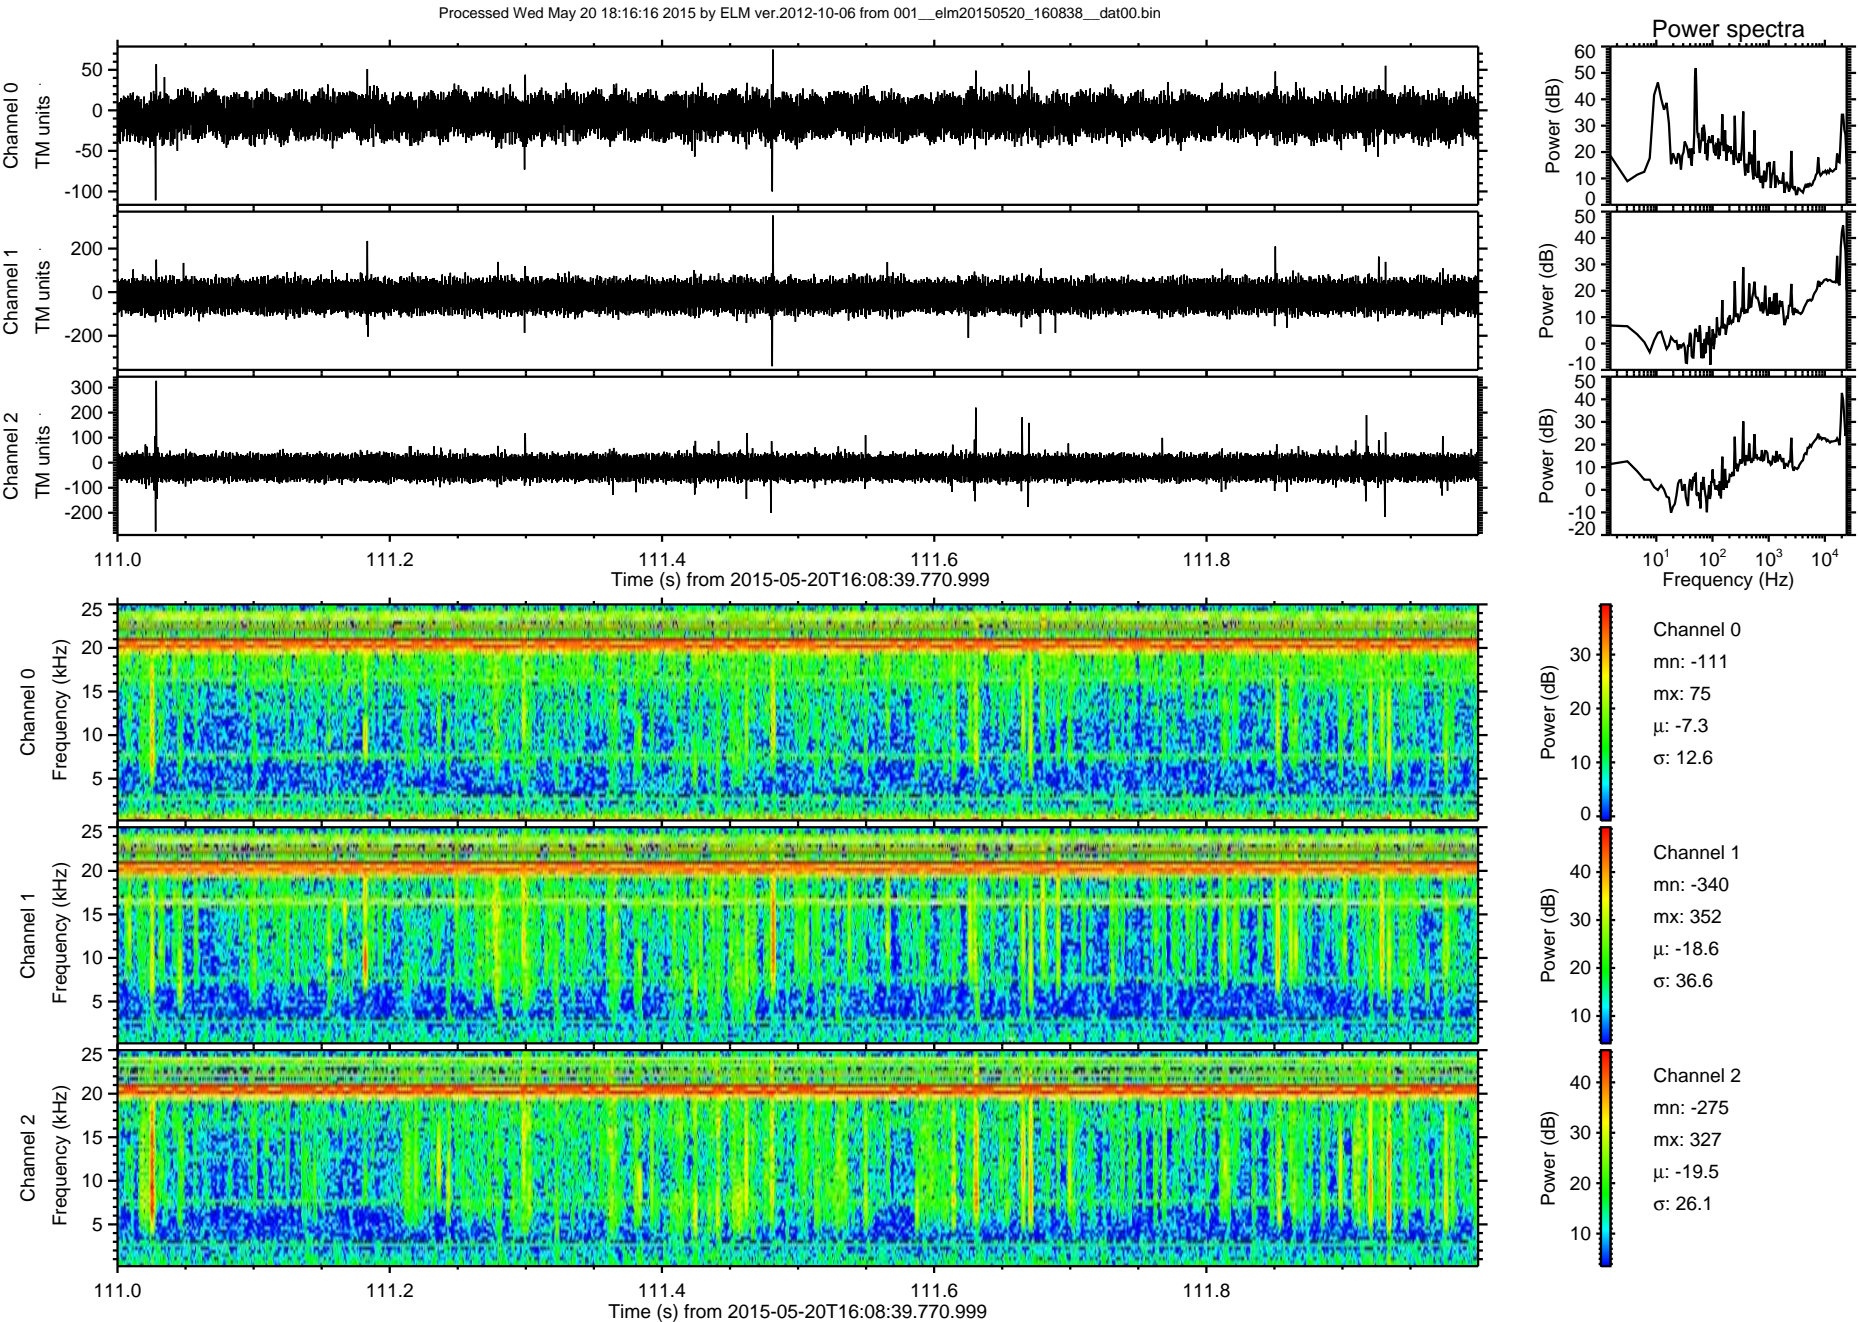 Processed Wed May 20 18:16:16 2015 by ELM ver.2012-10-06 from 001__elm20150520_160838__dat00.bin
Power spectra
Channel 0
TM units
50
0
-50
-100
Power (dB)
60
50
40
30
20
10
0
Channel 1
TM units
200
0
-200
Power (dB)
50
40
30
20
10
0
-10
Channel 2
TM units
300
200
100
0
-100
-200
Power (dB)
50
40
30
20
10
0
-10
-20
111.0 111.2 111.4 111.6 111.8
Time (s) from 2015-05-20T16:08:39.770.999
10¹ 10² 10³ 10⁴
Frequency (Hz)
Channel 0
Frequency (kHz)
25
20
15
10
5
Power (dB)
30
20
10
0
Channel 0
mn: -111
mx: 75
μ: -7.3
σ: 12.6
Channel 1
Frequency (kHz)
25
20
15
10
5
Power (dB)
40
30
20
10
Channel 1
mn: -340
mx: 352
μ: -18.6
σ: 36.6
Channel 2
Frequency (kHz)
25
20
15
10
5
Power (dB)
40
30
20
10
Channel 2
mn: -275
mx: 327
μ: -19.5
σ: 26.1
111.0 111.2 111.4 111.6 111.8
Time (s) from 2015-05-20T16:08:39.770.999